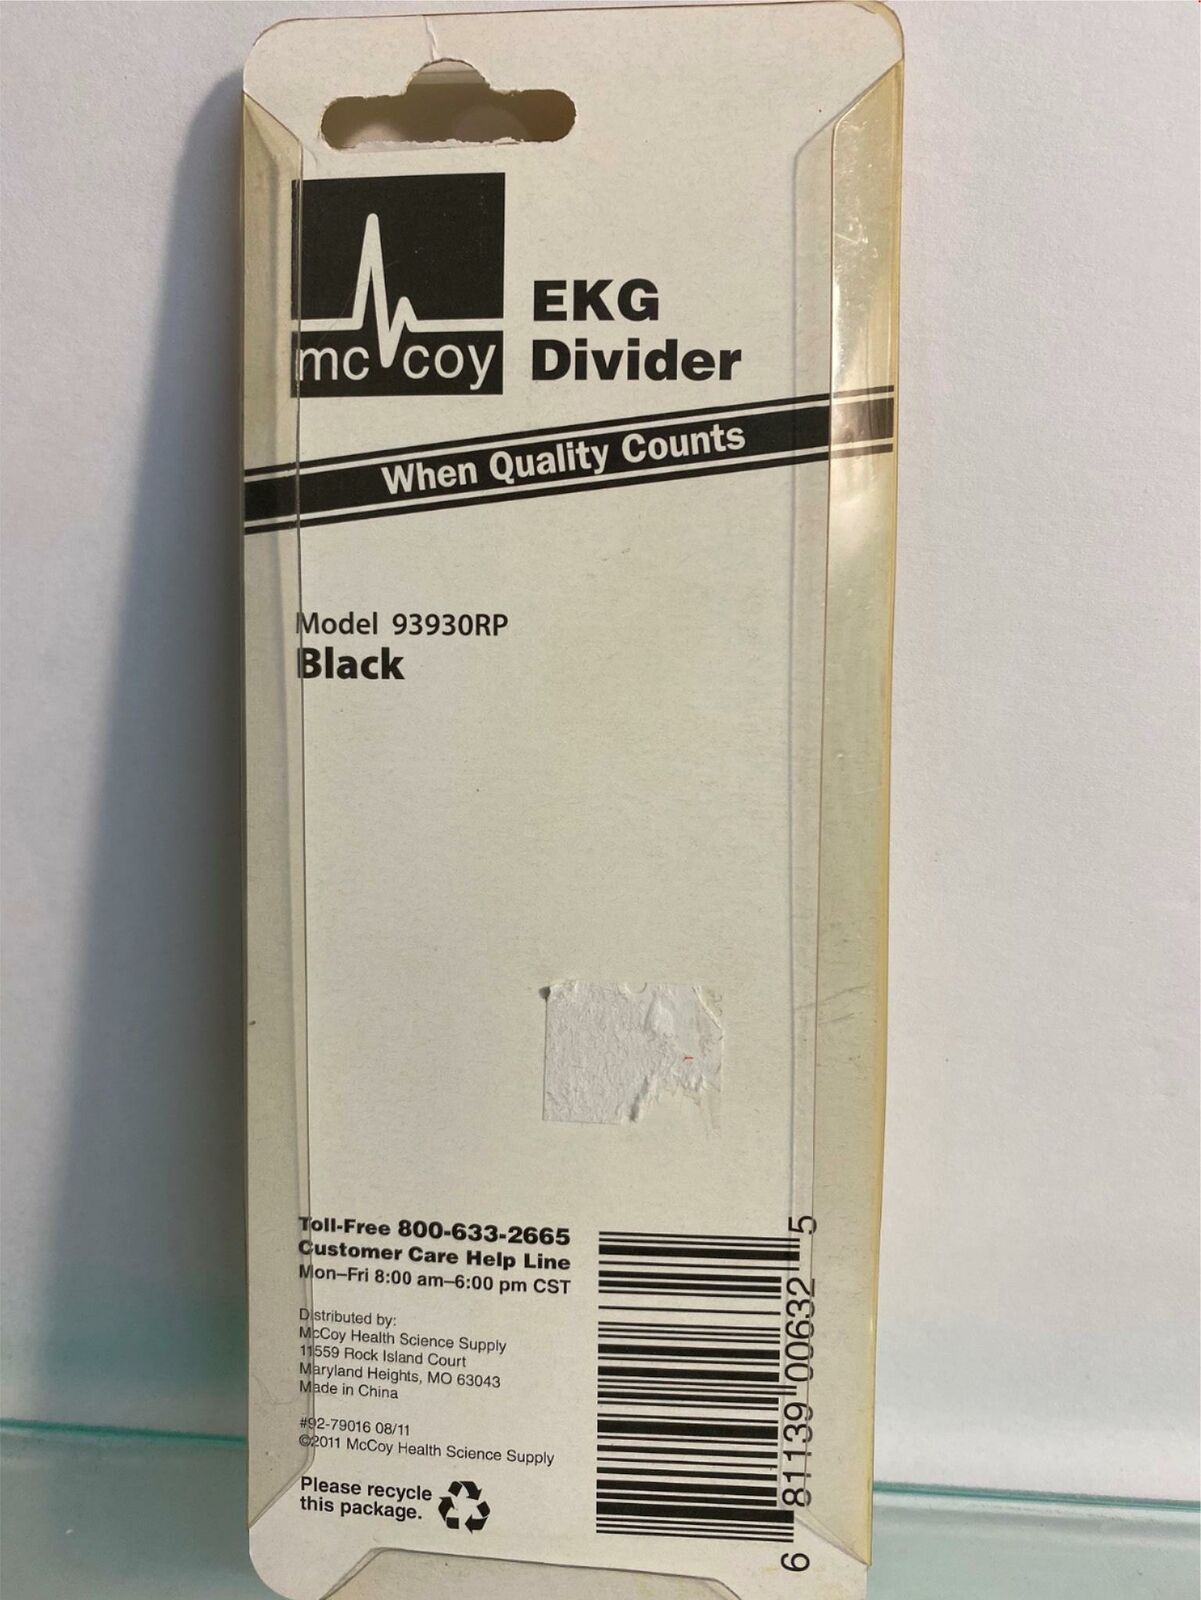 mccoy
EKG
Divider
When Quality Counts
Model 93930RP
Black
Toll-Free 800-633-2665
Customer Care Help Line
Mon–Fri 8:00 am–6:00 pm CST
Distributed by:
McCoy Health Science Supply
11559 Rock Island Court
Maryland Heights, MO 63043
Made in China
#92-79016 08/11
©2011 McCoy Health Science Supply
Please recycle
this package.
6 81139 00632 5